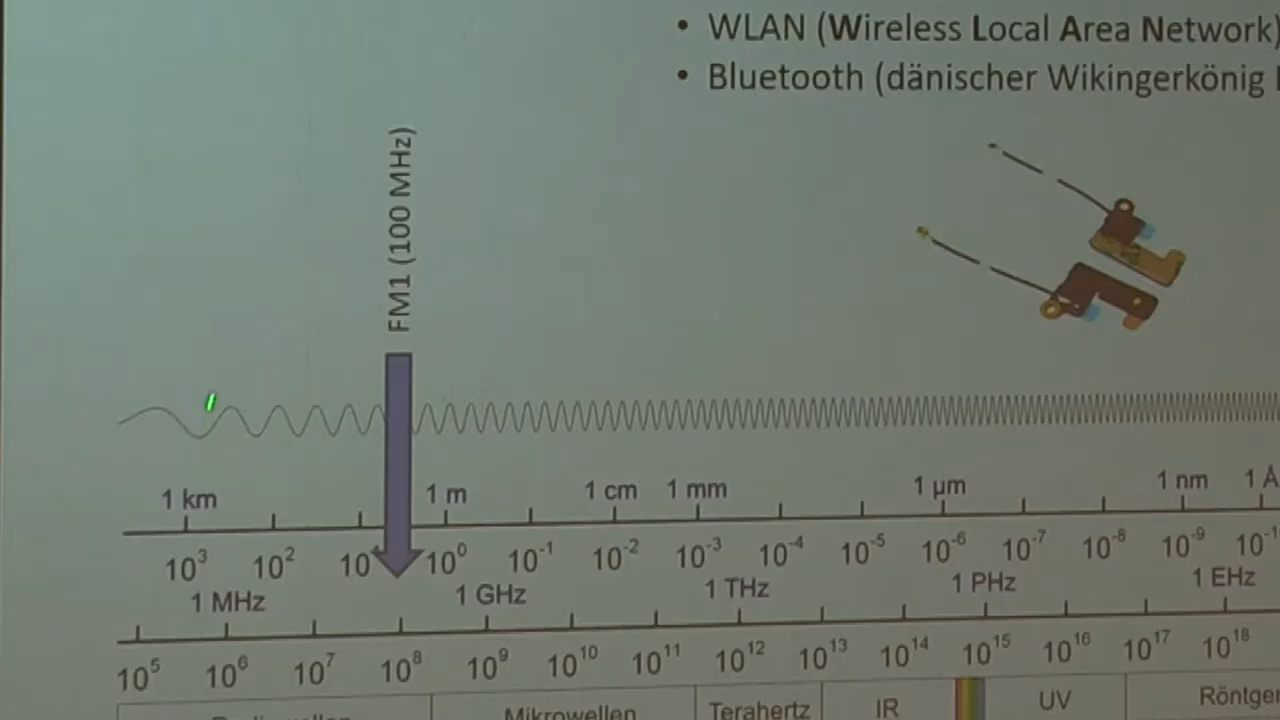 • WLAN (Wireless Local Area Network)
• Bluetooth (dänischer Wikingerkönig
FM1 (100 MHz)
1 km 1 m 1 cm 1 mm 1 µm 1 nm 1 Å
10³ 10² 10 10⁰ 10⁻¹ 10⁻² 10⁻³ 10⁻⁴ 10⁻⁵ 10⁻⁶ 10⁻⁷ 10⁻⁸ 10⁻⁹ 10⁻¹
1 MHz 1 GHz 1 THz 1 PHz 1 EHz
10⁵ 10⁶ 10⁷ 10⁸ 10⁹ 10¹⁰ 10¹¹ 10¹² 10¹³ 10¹⁴ 10¹⁵ 10¹⁶ 10¹⁷ 10¹⁸
Mikrowellen Terahertz IR UV Röntgen